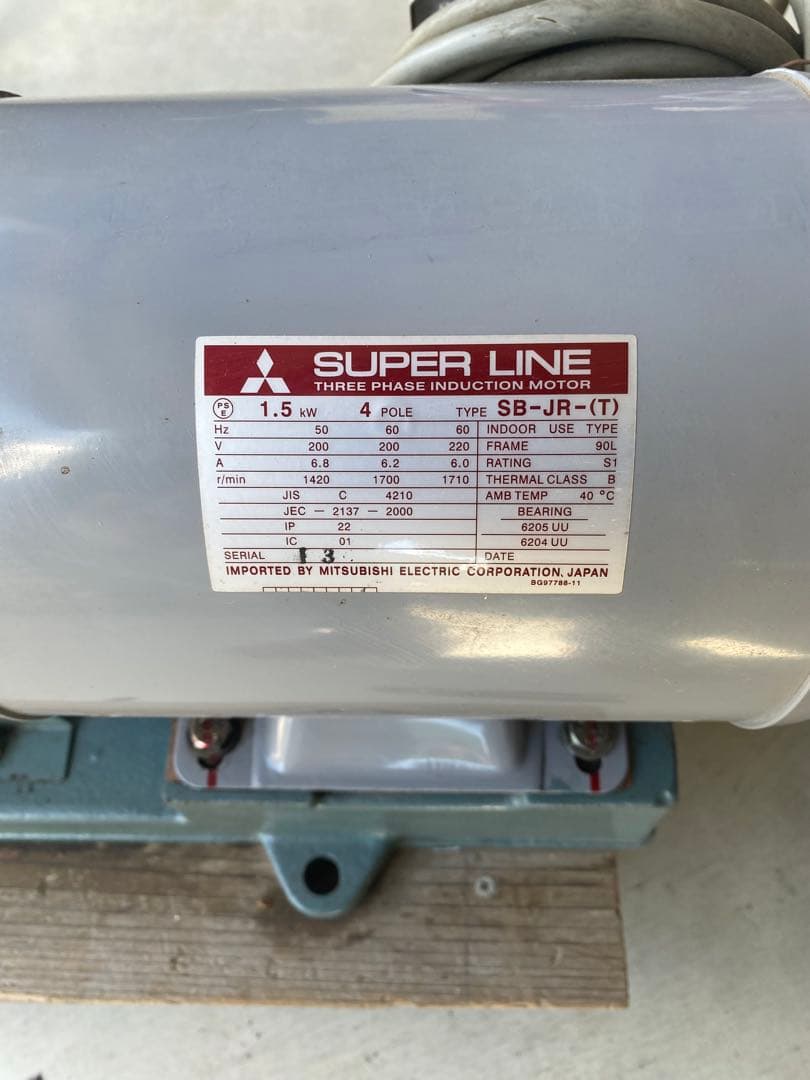 SUPER LINE
THREE PHASE INDUCTION MOTOR
PS E 1.5 kW 4 POLE TYPE SB-JR-(T)
Hz 50 60 60 INDOOR USE TYPE
V 200 200 220 FRAME 90L
A 6.8 6.2 6.0 RATING S1
r/min 1420 1700 1710 THERMAL CLASS B
JIS C 4210 AMB TEMP 40 °C
JEC - 2137 - 2000 BEARING
IP 22 6205 UU
IC 01 6204 UU
SERIAL 13 DATE
IMPORTED BY MITSUBISHI ELECTRIC CORPORATION, JAPAN
BG97788-11